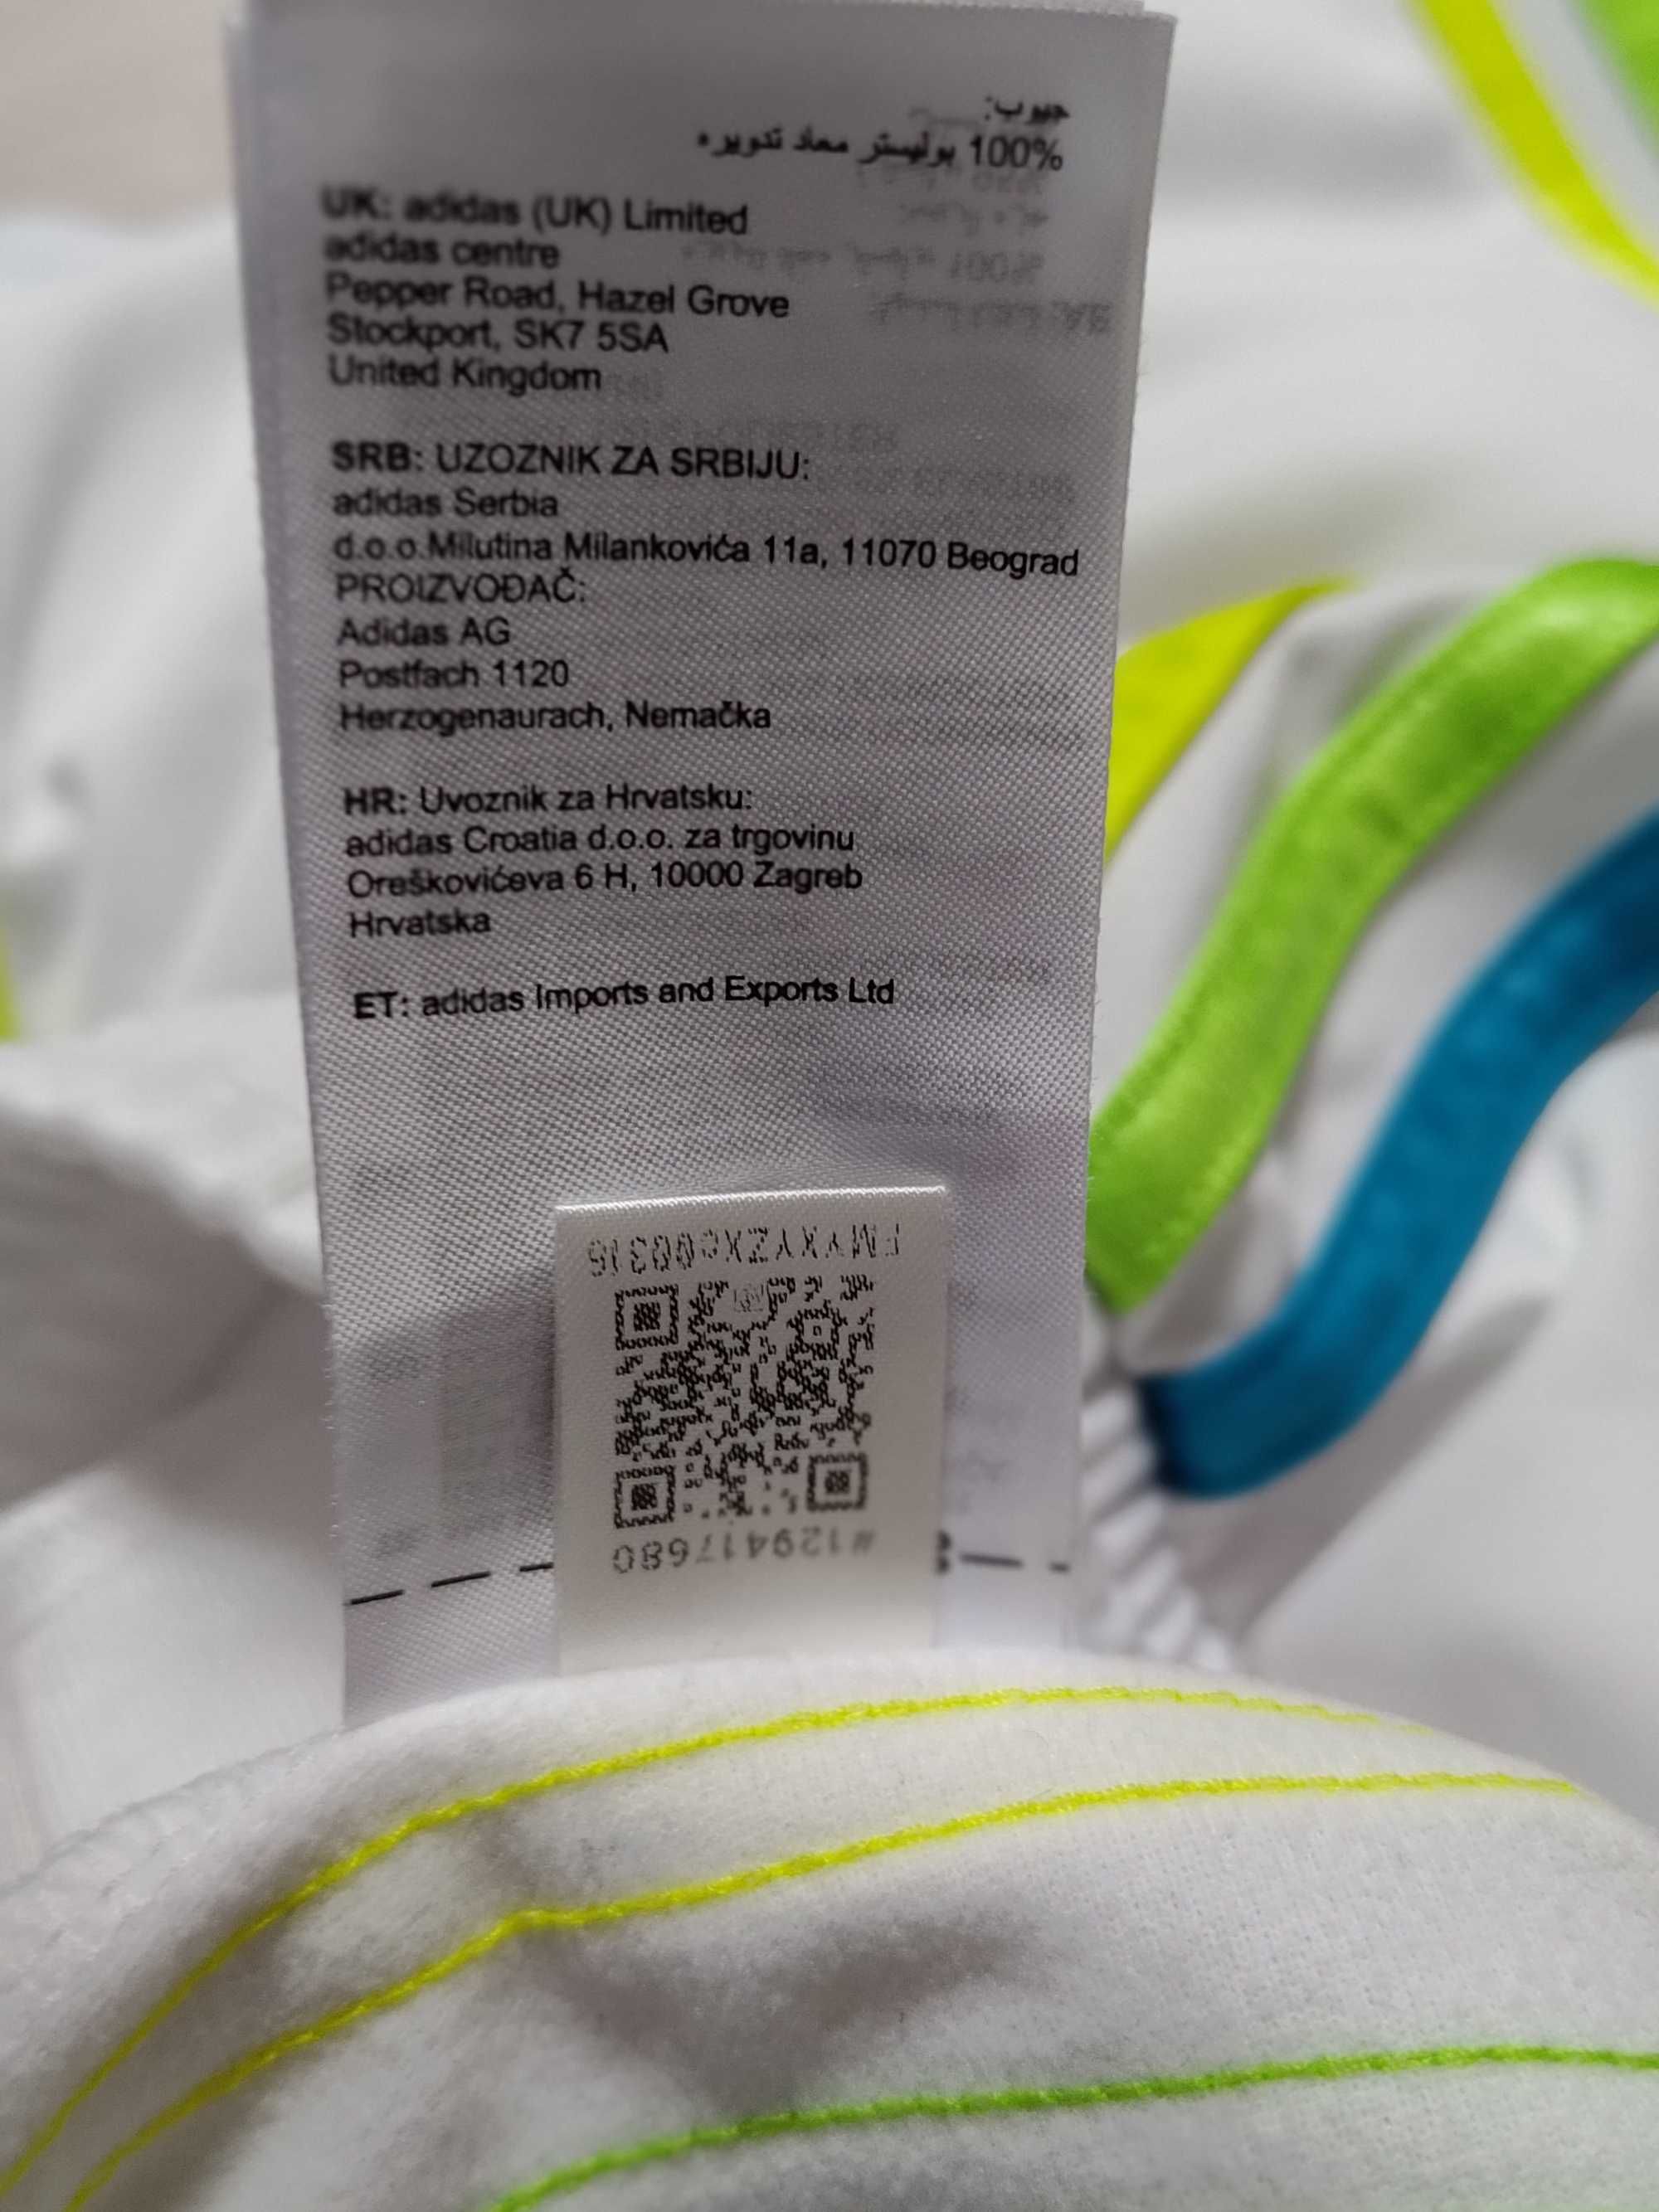 جيوب:
100% بوليستر معاد تدويره
UK: adidas (UK) Limited
adidas centre
Pepper Road, Hazel Grove
Stockport, SK7 5SA
United Kingdom
SRB: UZOZNIK ZA SRBIJU:
adidas Serbia
d.o.o.Milutina Milankovića 11a, 11070 Beograd
PROIZVOĐAČ:
Adidas AG
Postfach 1120
Herzogenaurach, Nemačka
HR: Uvoznik za Hrvatsku:
adidas Croatia d.o.o. za trgovinu
Oreškovićeva 6 H, 10000 Zagreb
Hrvatska
ET: adidas Imports and Exports Ltd
#129417680